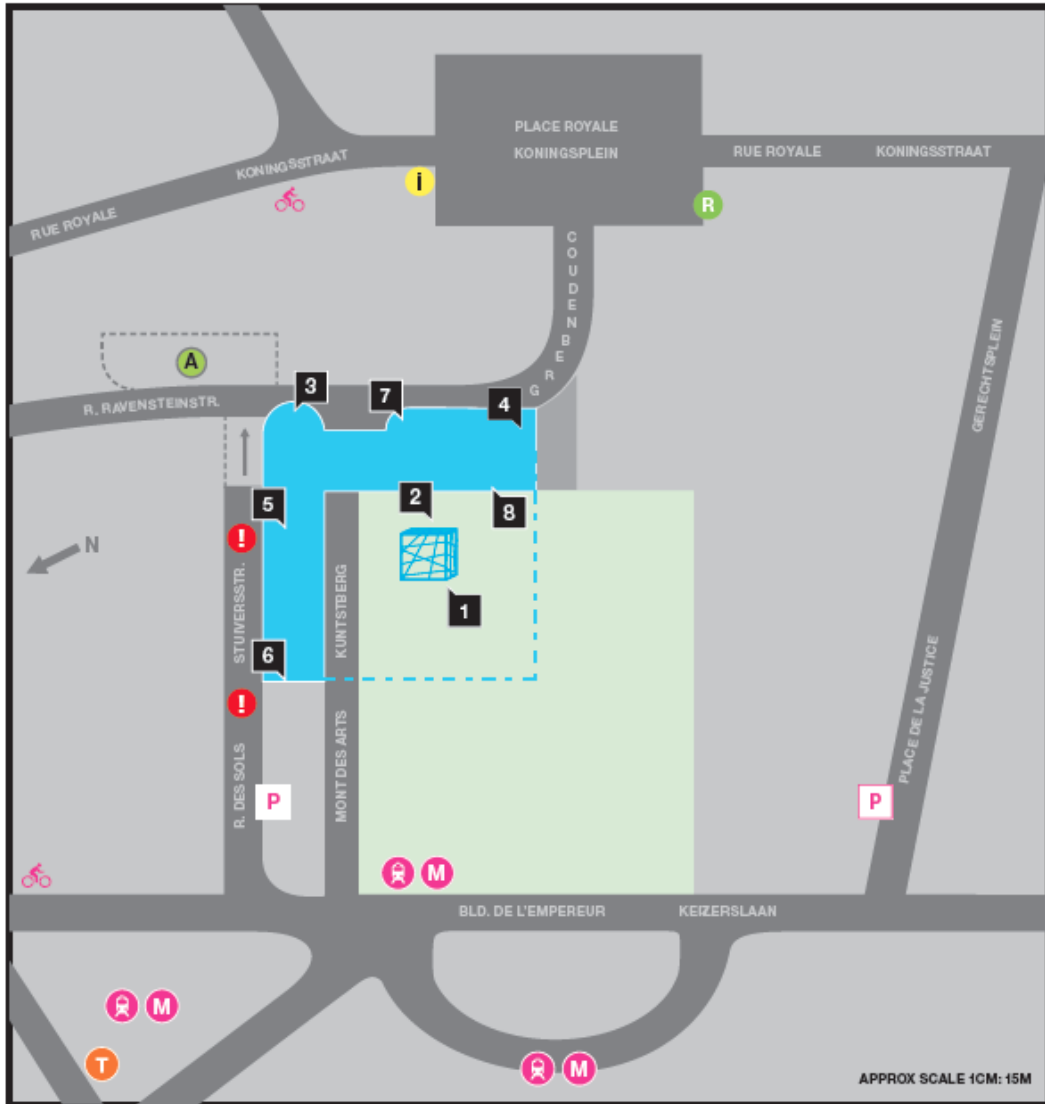 PLACE ROYALE
KONINGSPLEIN
RUE ROYALE KONINGSSTRAAT
KONINGSSTRAAT
RUE ROYALE
i
R
COUDENBERG
A
R. RAVENSTEINSTR.
3
7
4
GERECHTSPLEIN
5
2
8
!
N
STUIVERSSTR.
KUNTSTBERG
1
6
!
PLACE DE LA JUSTICE
R. DES SOLS
MONT DES ARTS
P
P
M
BLD. DE L'EMPEREUR KEIZERSLAAN
M
T
M
APPROX SCALE 1CM: 15M